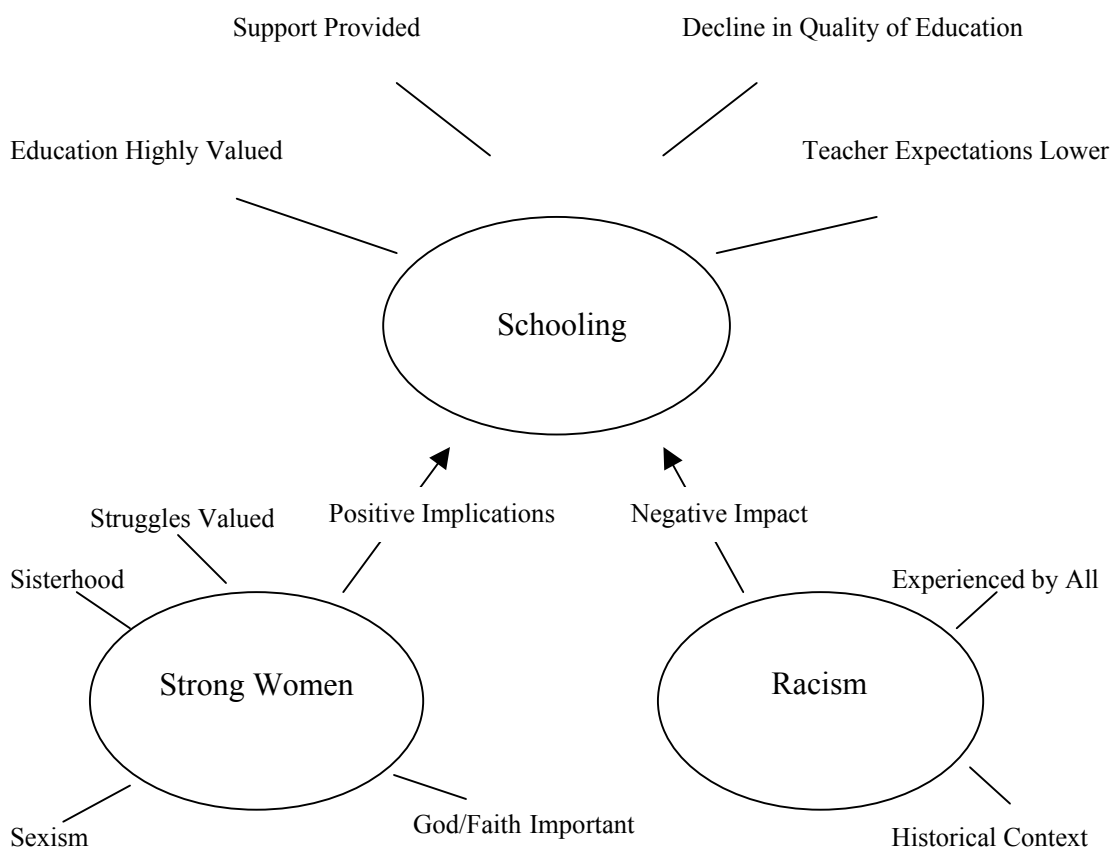 Support Provided
Decline in Quality of Education
Education Highly Valued
Teacher Expectations Lower
Schooling
Struggles Valued
Positive Implications
Negative Impact
Sisterhood
Experienced by All
Strong Women
Racism
Sexism
God/Faith Important
Historical Context